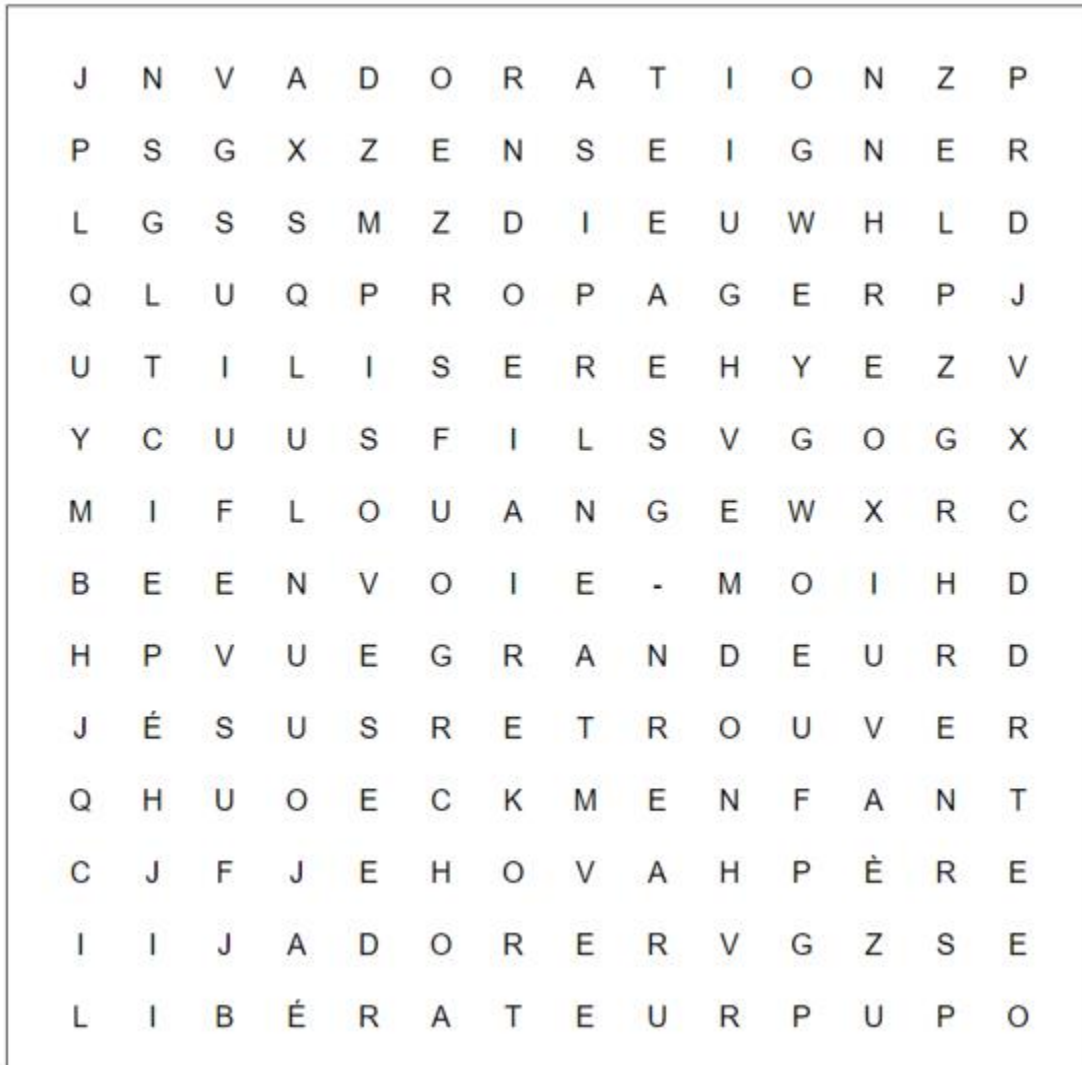 J N V A D O R A T I O N Z P
P S G X Z E N S E I G N E R
L G S S M Z D I E U W H L D
Q L U Q P R O P A G E R P J
U T I L I S E R E H Y E Z V
Y C U U S F I L S V G O G X
M I F L O U A N G E W X R C
B E E N V O I E - M O I H D
H P V U E G R A N D E U R D
J É S U S R E T R O U V E R
Q H U O E C K M E N F A N T
C J F J E H O V A H P È R E
I I J A D O R E R V G Z S E
L I B É R A T E U R P U P O